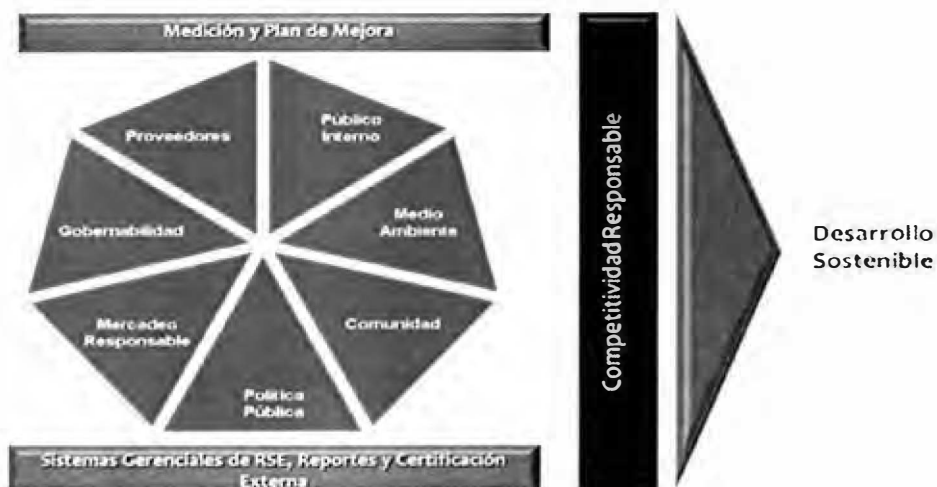 Medición y Plan de Mejora
Proveedores
Público
Interno
Gobernabilidad
Medio
Ambiente
Mercadeo
Responsable
Comunidad
Política
Pública
Sistemas Gerenciales de RSE, Reportes y Certificación
Externa
Competitividad Responsable
Desarrollo
Sostenible